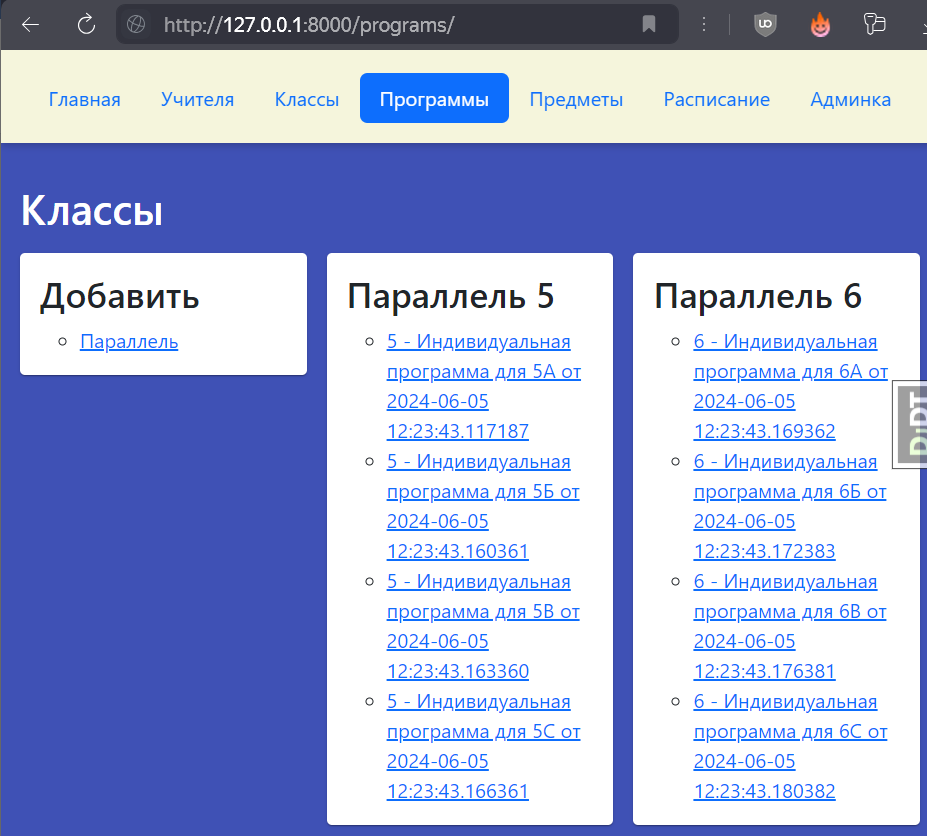 http://127.0.0.1:8000/programs/
Главная Учителя Классы Программы Предметы Расписание Админка
Классы
Добавить
Параллель
Параллель 5
5 - Индивидуальная
программа для 5А от
2024-06-05
12:23:43.117187
5 - Индивидуальная
программа для 5Б от
2024-06-05
12:23:43.160361
5 - Индивидуальная
программа для 5В от
2024-06-05
12:23:43.163360
5 - Индивидуальная
программа для 5С от
2024-06-05
12:23:43.166361
Параллель 6
6 - Индивидуальная
программа для 6А от
2024-06-05
12:23:43.169362
6 - Индивидуальная
программа для 6Б от
2024-06-05
12:23:43.172383
6 - Индивидуальная
программа для 6В от
2024-06-05
12:23:43.176381
6 - Индивидуальная
программа для 6С от
2024-06-05
12:23:43.180382
DjDT